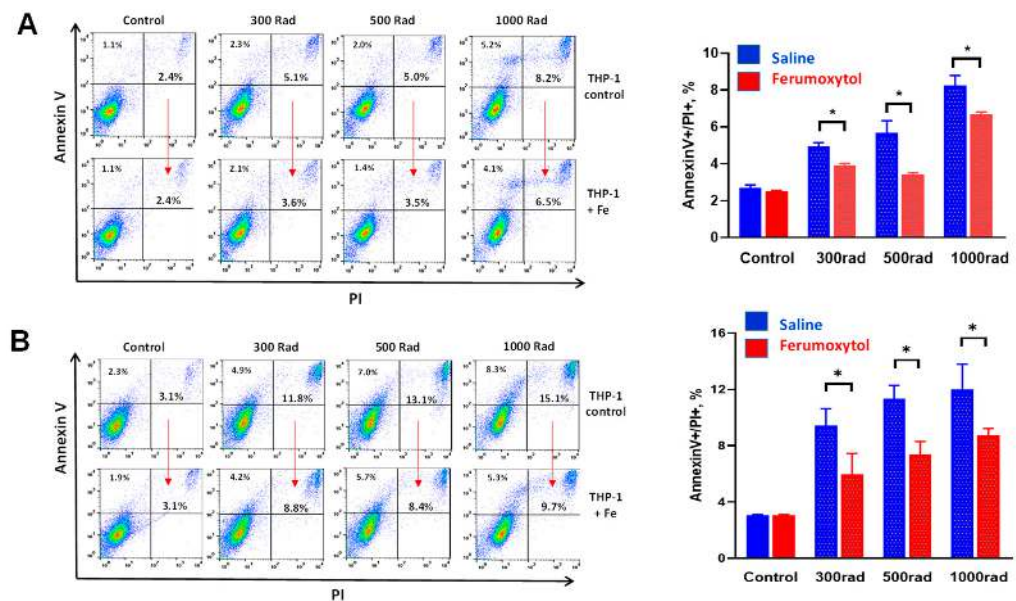 A
Control 300 Rad 500 Rad 1000 Rad
1.1% 2.3% 2.0% 5.2%
2.4% 5.1% 5.0% 8.2%
THP-1
control
1.1% 2.1% 1.4% 4.1%
2.4% 3.6% 3.5% 6.5%
THP-1
+ Fe
Annexin V
PI
Saline
Ferumoxytol
AnnexinV+/PI+, %
10
8
6
4
2
0
* * *
Control 300rad 500rad 1000rad
B
Control 300 Rad 500 Rad 1000 Rad
2.3% 4.9% 7.0% 8.3%
3.1% 11.8% 13.1% 15.1%
THP-1
control
1.9% 4.2% 5.7% 5.3%
3.1% 8.8% 8.4% 9.7%
THP-1
+ Fe
Annexin V
PI
Saline
Ferumoxytol
AnnexinV+/PI+, %
16
12
8
4
0
* * *
Control 300rad 500rad 1000rad